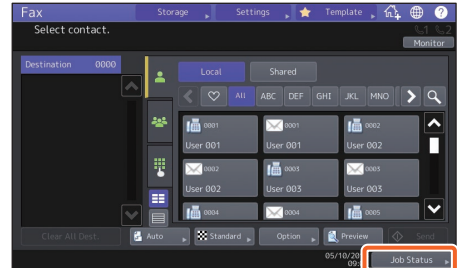 Fax
Storage
Settings
Template
Select contact.
Monitor
Destination 0000
Local
Shared
All
ABC
DEF
GHI
JKL
MNO
0001
User 001
0001
User 001
0002
User 002
0002
User 002
0003
User 003
0003
User 003
0004
0004
0005
Clear All Dest.
Auto
Standard
Option
Preview
Send
Job Status